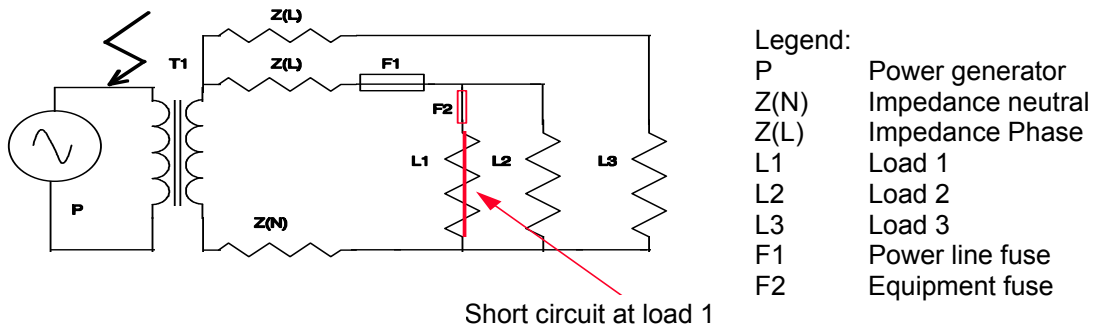 Z(L)
T1
Z(L)
F1
F2
L1
L2
L3
P
Z(N)
Short circuit at load 1
Legend:
P Power generator
Z(N) Impedance neutral
Z(L) Impedance Phase
L1 Load 1
L2 Load 2
L3 Load 3
F1 Power line fuse
F2 Equipment fuse